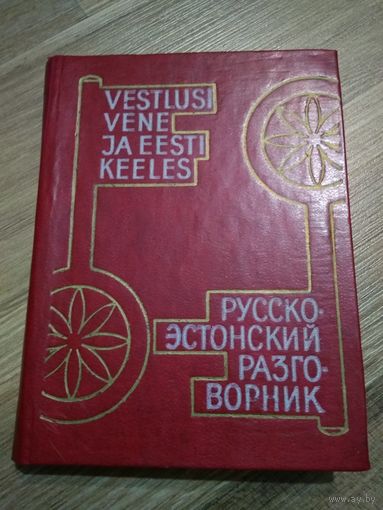 VESTLUSI
VENE
JA EESTI
KEELES
РУССКО-
ЭСТОНСКИЙ
РАЗГО-
ВОРНИК
www.ay.by